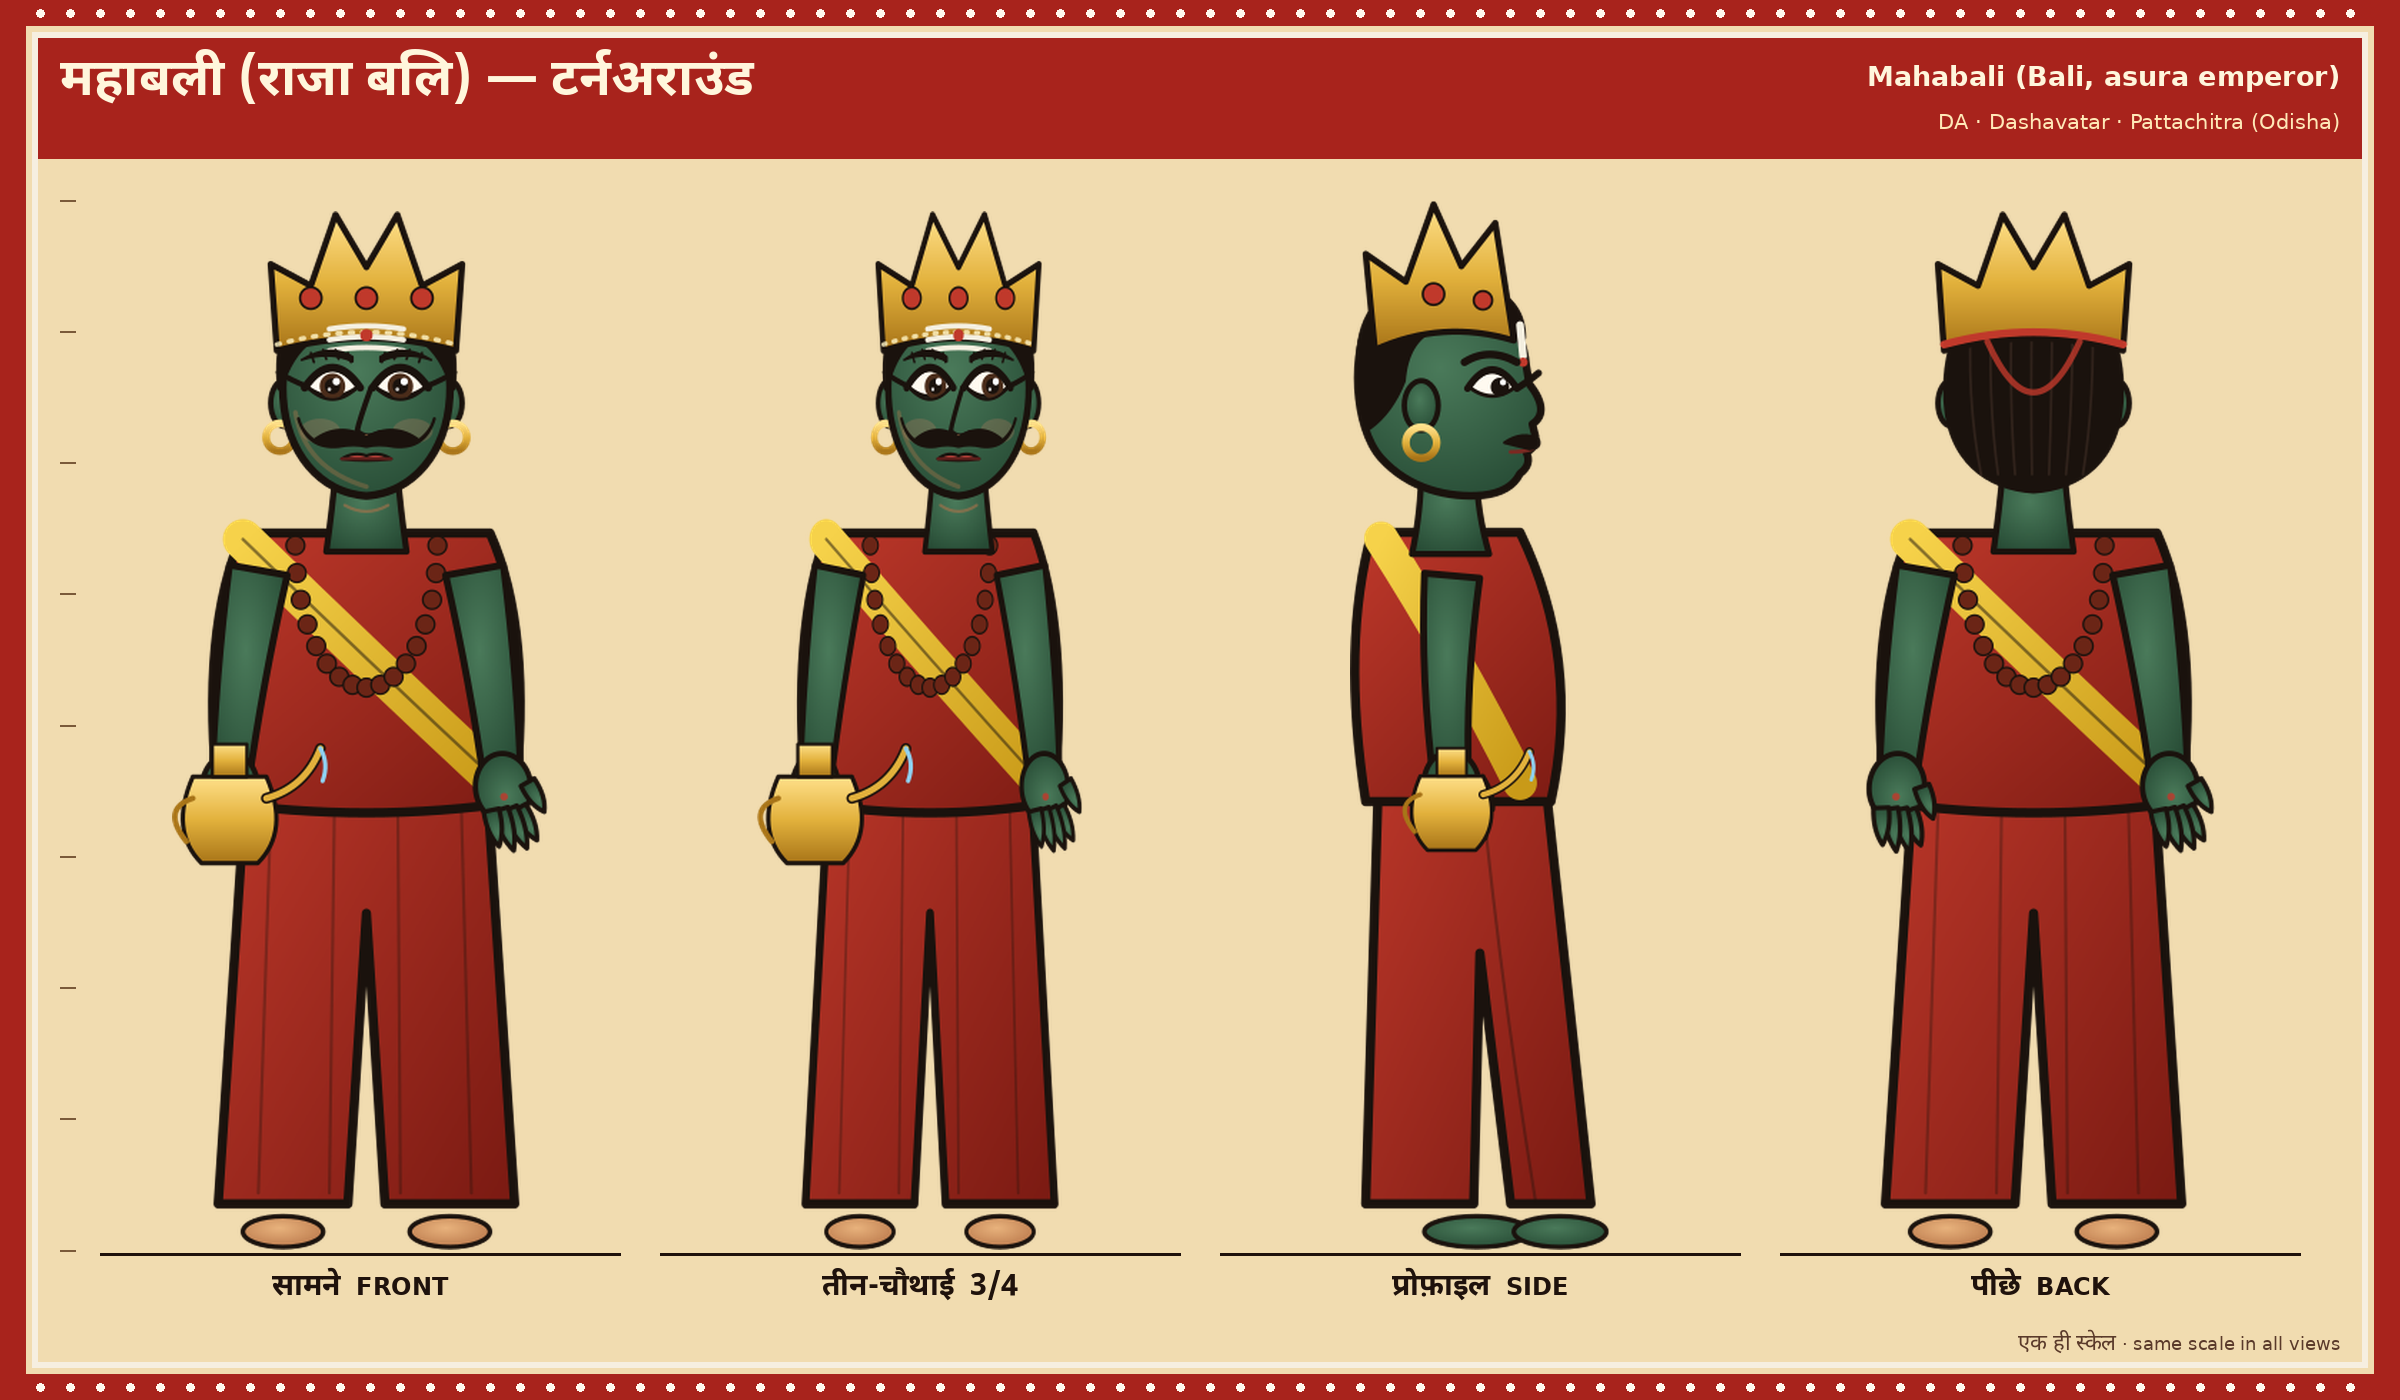 महाबली (राजा बलि) — टर्नअराउंड
Mahabali (Bali, asura emperor)
DA · Dashavatar · Pattachitra (Odisha)
सामने FRONT
तीन-चौथाई 3/4
प्रोफ़ाइल SIDE
पीछे BACK
एक ही स्केल · same scale in all views